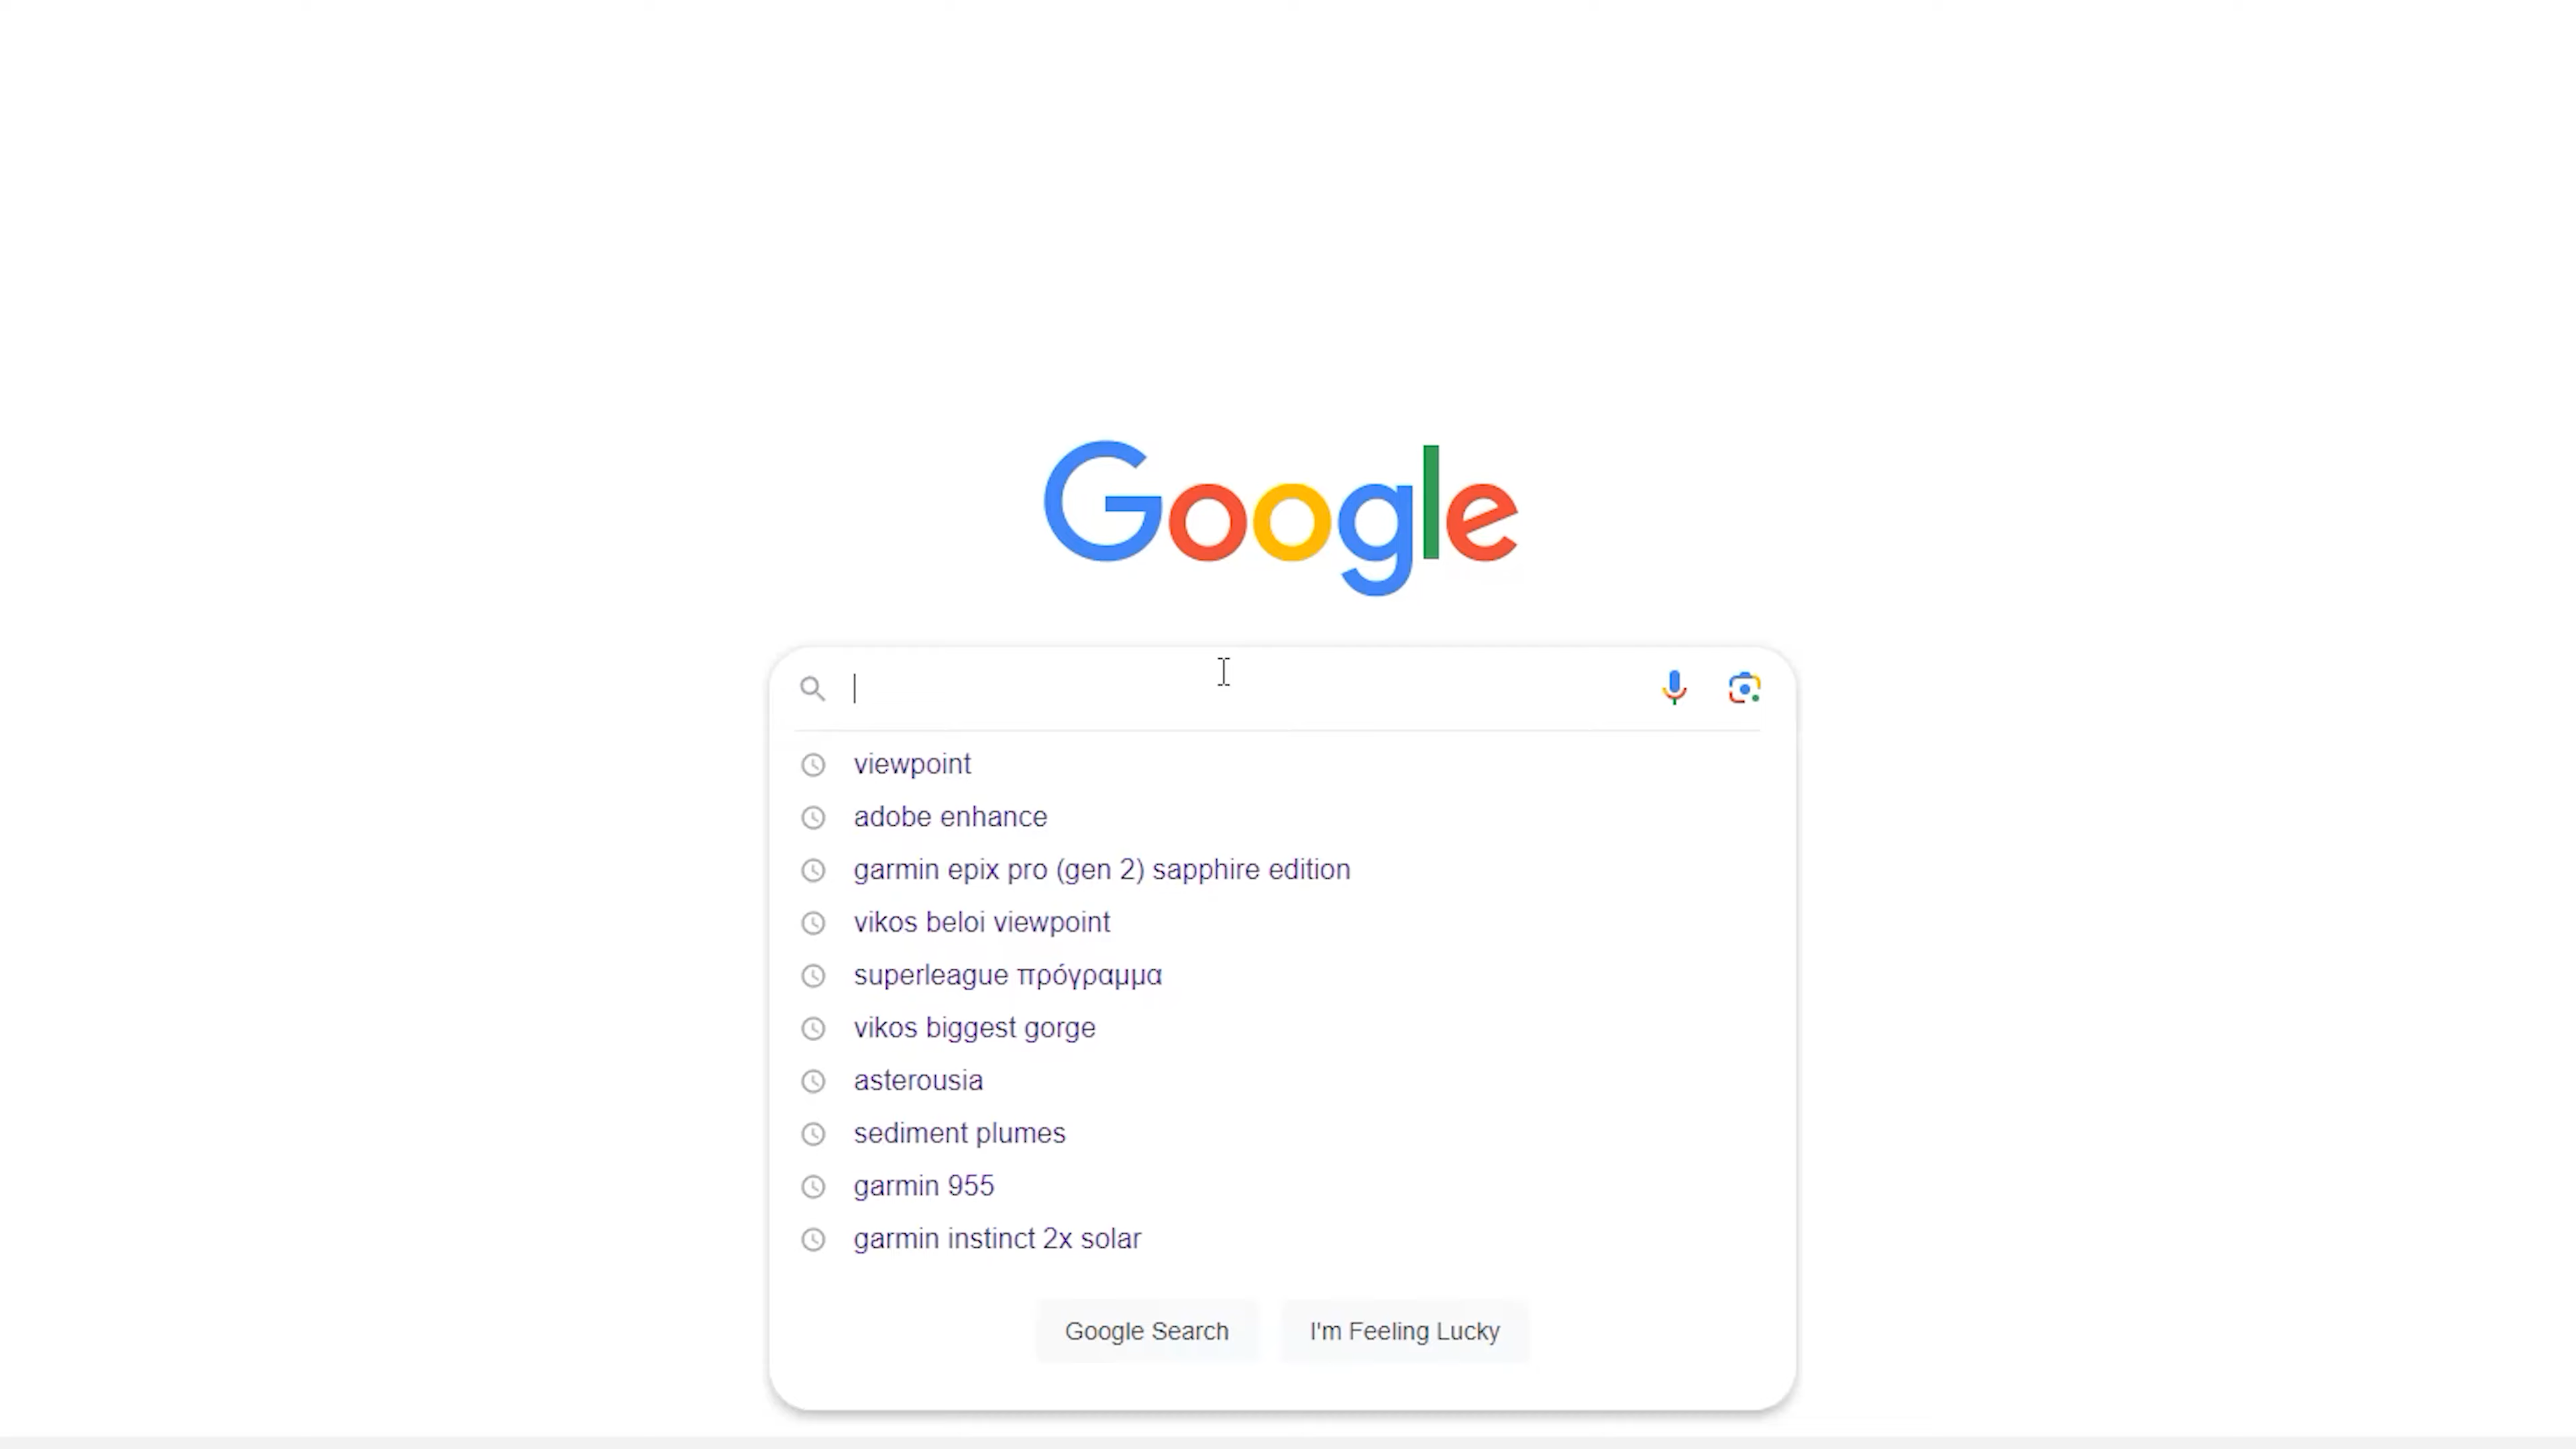 Google
viewpoint
adobe enhance
garmin epix pro (gen 2) sapphire edition
vikos beloi viewpoint
superleague πρόγραμμα
vikos biggest gorge
asterousia
sediment plumes
garmin 955
garmin instinct 2x solar
Google Search
I'm Feeling Lucky